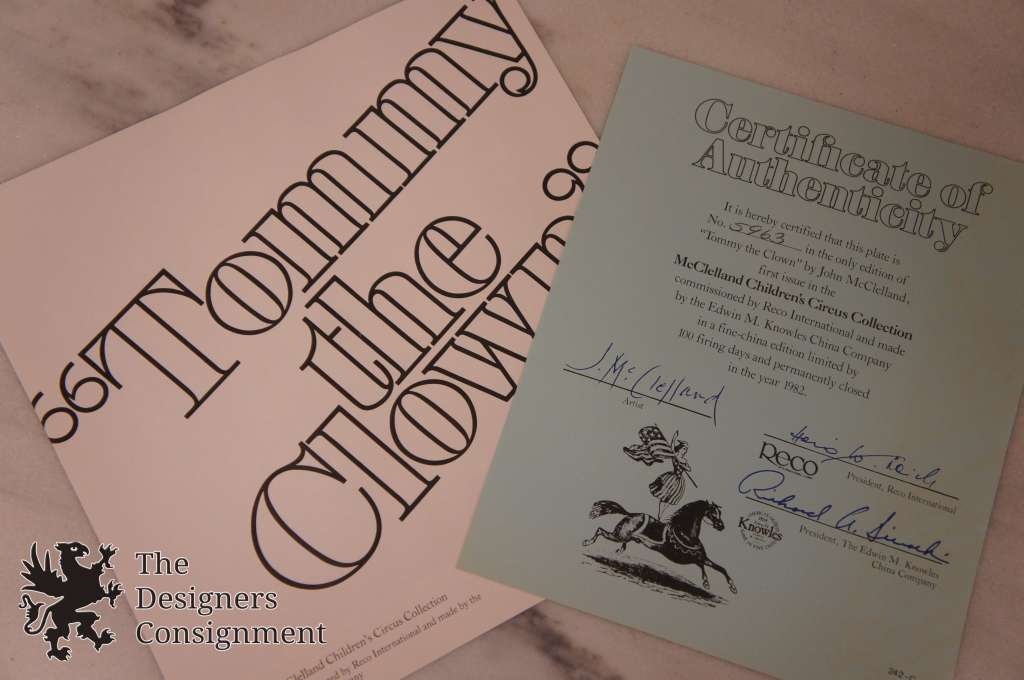 “Tommy
the
Clown”
McClelland Children's Circus Collection
by Reco International and made by the
Certificate of
Authenticity
It is hereby certified that this plate is
No. 5963 in the only edition of
“Tommy the Clown” by John McClelland,
first issue in the
McClelland Children's Circus Collection
commissioned by Reco International and made
by the Edwin M. Knowles China Company
in a fine-china edition limited by
100 firing days and permanently closed
in the year 1982.
J. McClelland
Artist
Reco
President, Reco International
Knowles
President, The Edwin M. Knowles
China Company
The
Designers
Consignment